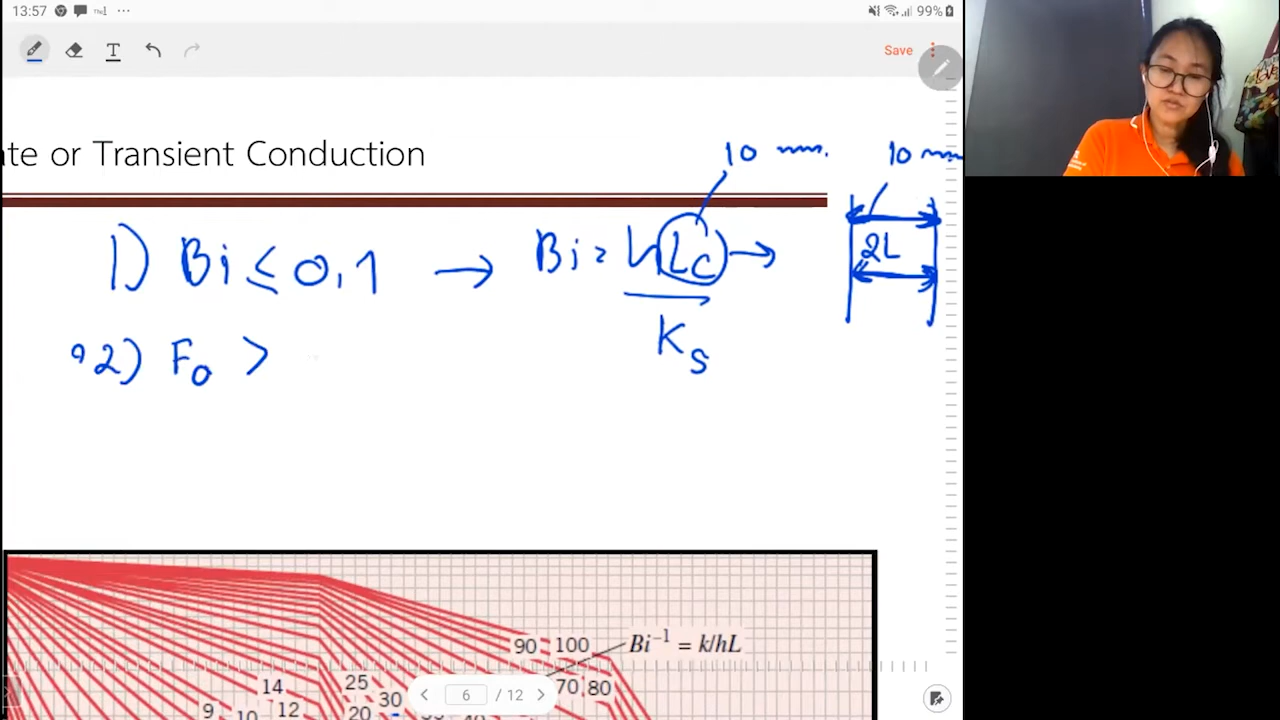 13:57 99%
Save
ate or Transient Conduction
10 mm. 10 mm
1) Bi ≤ 0,1 → Bi = hLc → 2L
Ks
2) Fo >
90 100 Bi⁻¹ = k/hL
70 80
14 25 30
9 10 12 20
6 / 12